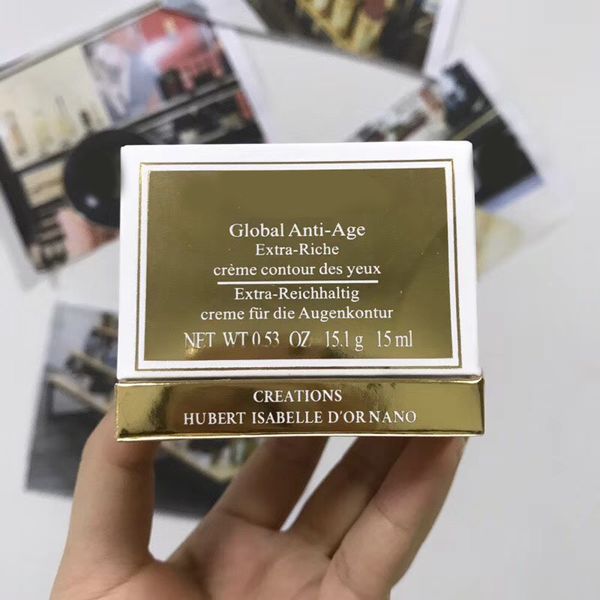 Global Anti-Age
Extra-Riche
crème contour des yeux
Extra-Reichhaltig
creme für die Augenkontur
NET WT 0.53 OZ 15.1 g 15 ml
CREATIONS
HUBERT ISABELLE D'ORNANO